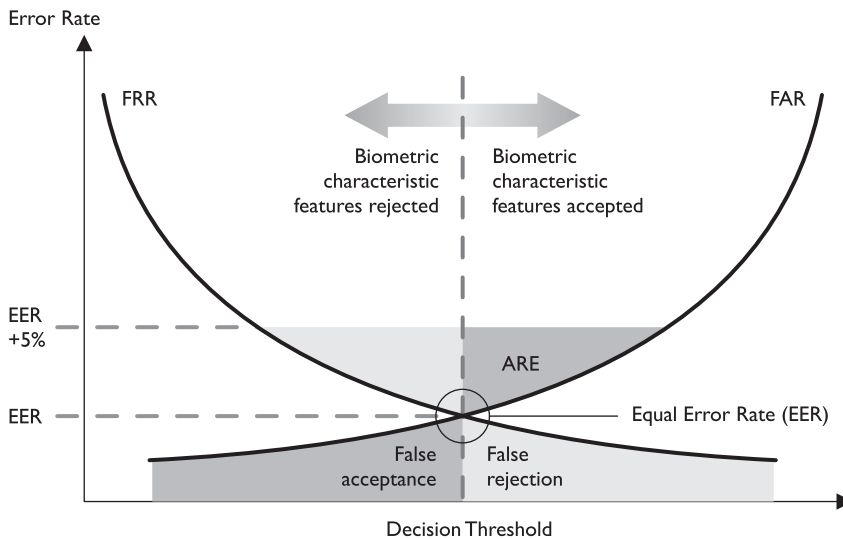 Error Rate
FRR
FAR
Biometric
characteristic
features rejected
Biometric
characteristic
features accepted
EER
+5%
ARE
EER
Equal Error Rate (EER)
False
acceptance
False
rejection
Decision Threshold